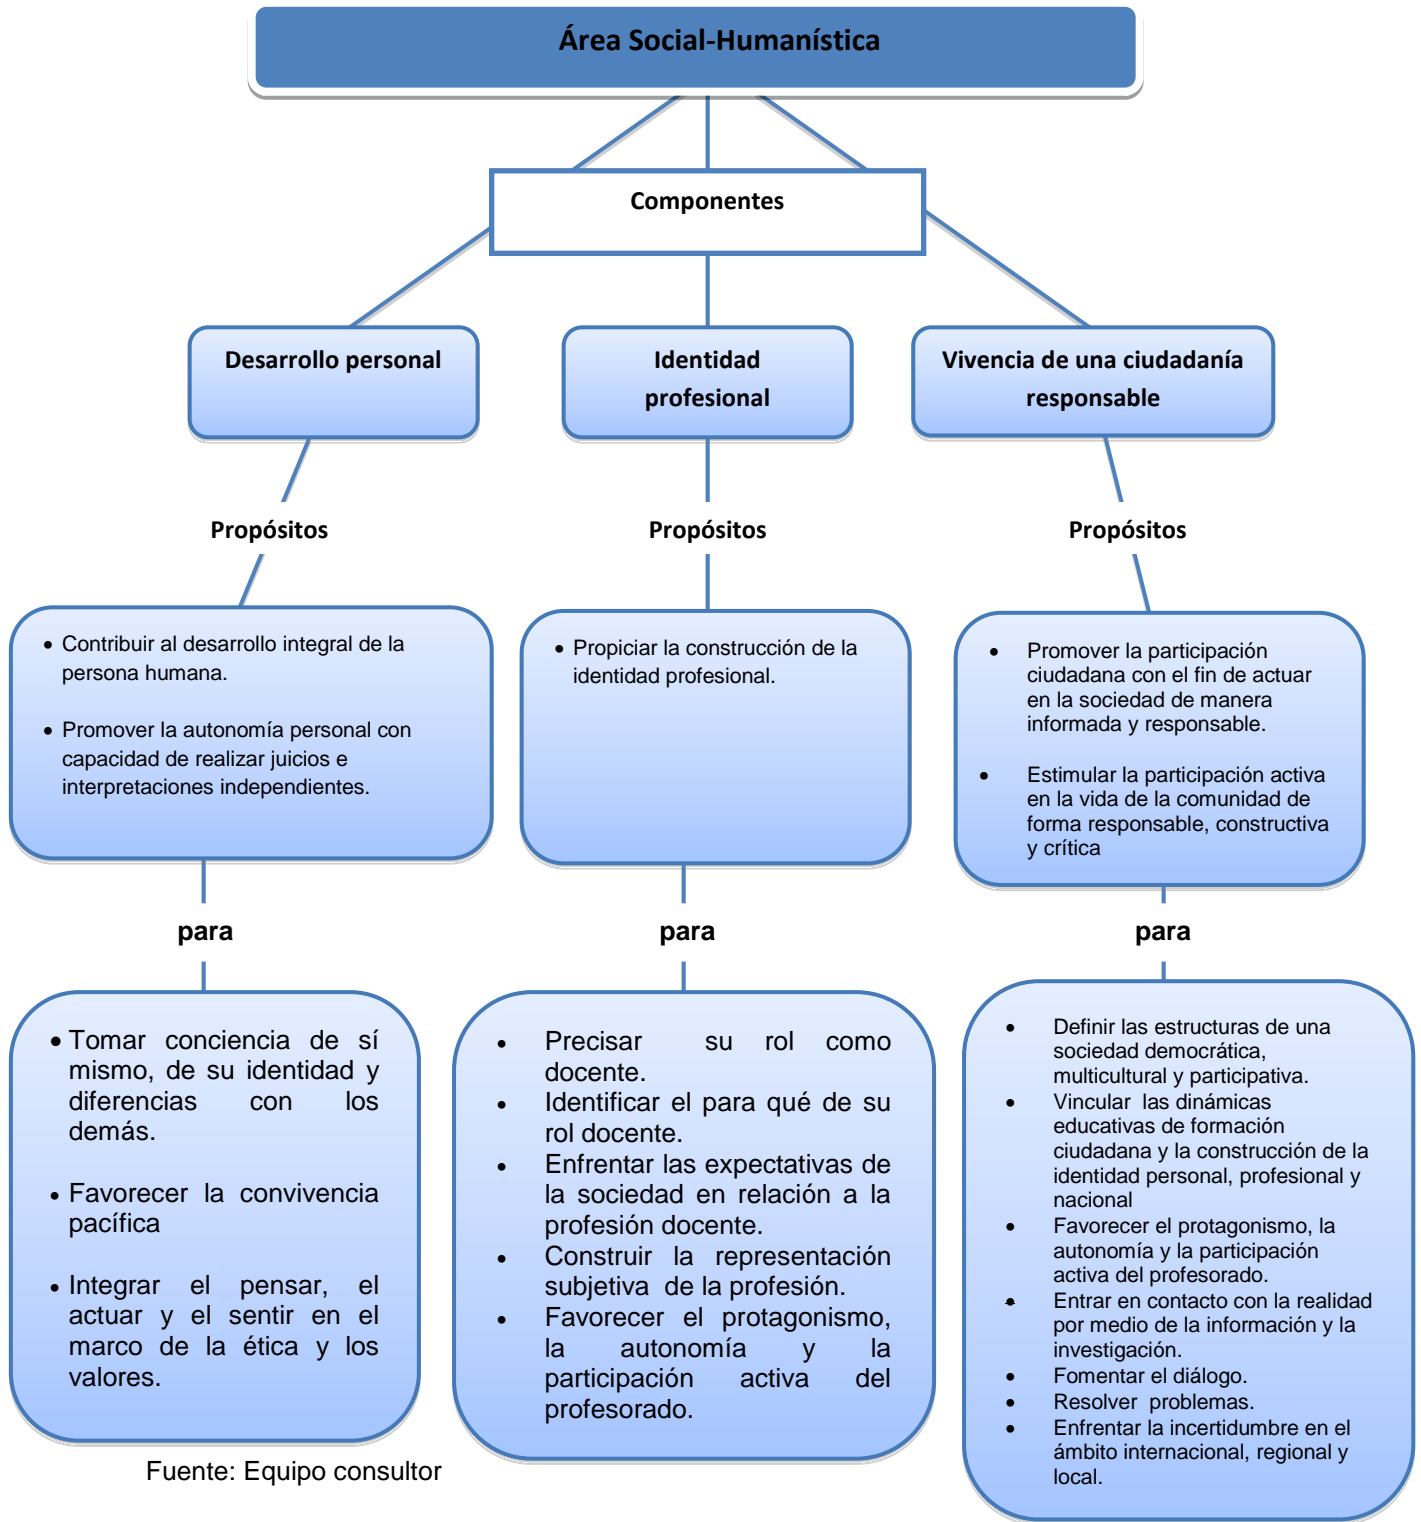 Área Social-Humanística
Componentes
Desarrollo personal
Identidad
profesional
Vivencia de una ciudadanía
responsable
Propósitos
Propósitos
Propósitos
• Contribuir al desarrollo integral de la
persona humana.
• Promover la autonomía personal con
capacidad de realizar juicios e
interpretaciones independientes.
• Propiciar la construcción de la
identidad profesional.
• Promover la participación
ciudadana con el fin de actuar
en la sociedad de manera
informada y responsable.
• Estimular la participación activa
en la vida de la comunidad de
forma responsable, constructiva
y crítica
para
para
para
• Tomar conciencia de sí
mismo, de su identidad y
diferencias con los
demás.
• Favorecer la convivencia
pacífica
• Integrar el pensar, el
actuar y el sentir en el
marco de la ética y los
valores.
• Precisar su rol como
docente.
• Identificar el para qué de su
rol docente.
• Enfrentar las expectativas de
la sociedad en relación a la
profesión docente.
• Construir la representación
subjetiva de la profesión.
• Favorecer el protagonismo,
la autonomía y la
participación activa del
profesorado.
• Definir las estructuras de una
sociedad democrática,
multicultural y participativa.
• Vincular las dinámicas
educativas de formación
ciudadana y la construcción de la
identidad personal, profesional y
nacional
• Favorecer el protagonismo, la
autonomía y la participación
activa del profesorado.
• Entrar en contacto con la realidad
por medio de la información y la
investigación.
• Fomentar el diálogo.
• Resolver problemas.
• Enfrentar la incertidumbre en el
ámbito internacional, regional y
local.
Fuente: Equipo consultor